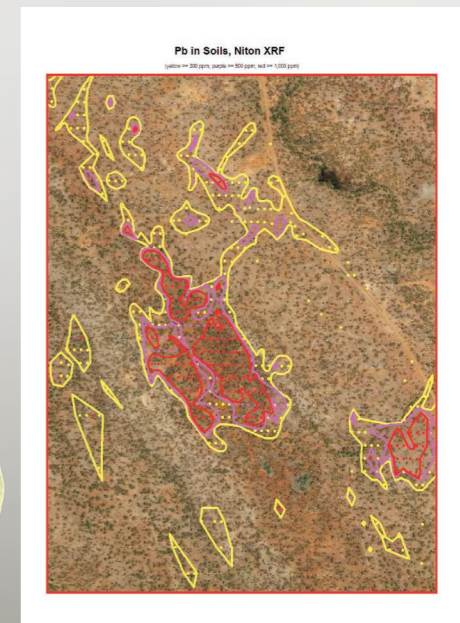 Pb in Soils, Niton XRF
(yellow >= 200 ppm, purple >= 500 ppm, red >= 1,000 ppm)